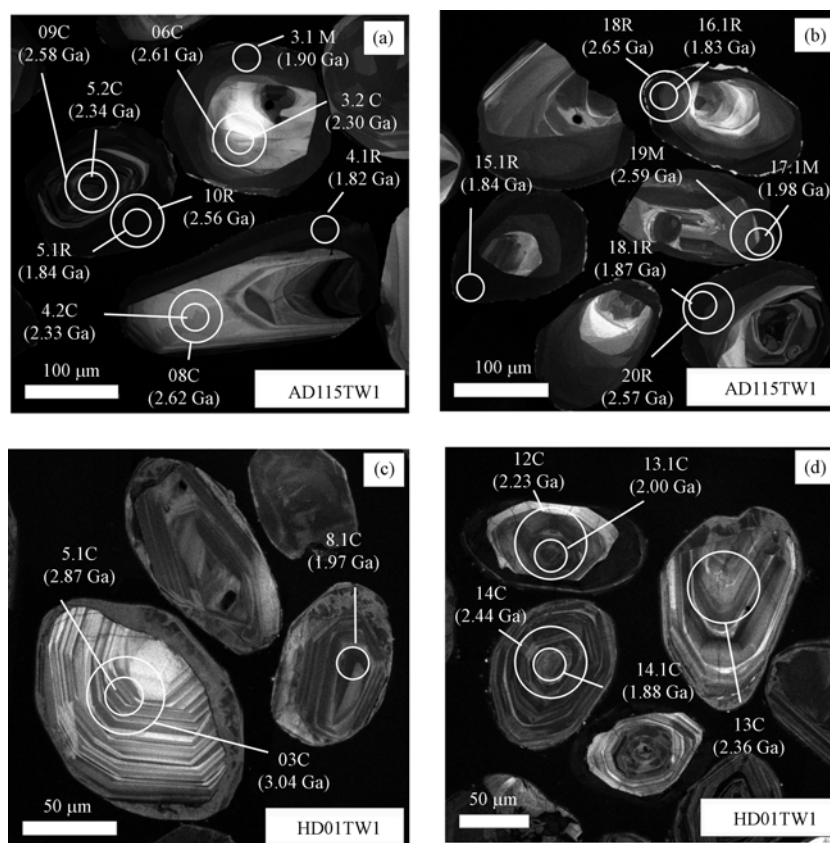 (a)
09C
(2.58 Ga)
06C
(2.61 Ga)
3.1 M
(1.90 Ga)
5.2C
(2.34 Ga)
3.2 C
(2.30 Ga)
4.1R
(1.82 Ga)
10R
(2.56 Ga)
5.1R
(1.84 Ga)
4.2C
(2.33 Ga)
08C
(2.62 Ga)
100 μm
AD115TW1
(b)
18R
(2.65 Ga)
16.1R
(1.83 Ga)
15.1R
(1.84 Ga)
19M
(2.59 Ga)
17.1M
(1.98 Ga)
18.1R
(1.87 Ga)
20R
(2.57 Ga)
100 μm
AD115TW1
(c)
5.1C
(2.87 Ga)
8.1C
(1.97 Ga)
03C
(3.04 Ga)
50 μm
HD01TW1
(d)
12C
(2.23 Ga)
13.1C
(2.00 Ga)
14C
(2.44 Ga)
14.1C
(1.88 Ga)
13C
(2.36 Ga)
50 μm
HD01TW1